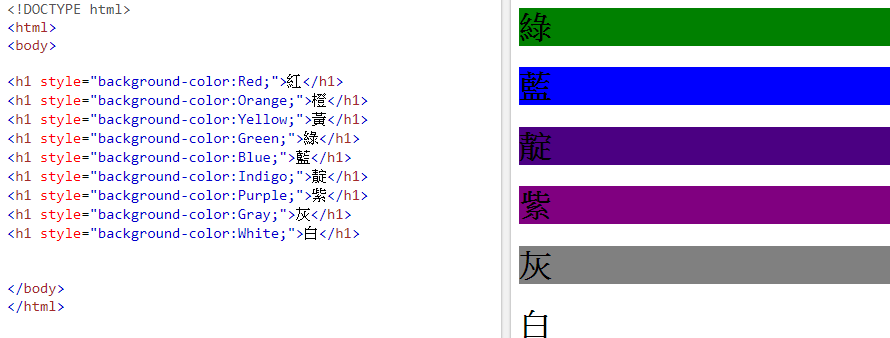 <!DOCTYPE html>
<html>
<body>
<h1 style="background-color:Red;">紅</h1>
<h1 style="background-color:Orange;">橙</h1>
<h1 style="background-color:Yellow;">黃</h1>
<h1 style="background-color:Green;">綠</h1>
<h1 style="background-color:Blue;">藍</h1>
<h1 style="background-color:Indigo;">靛</h1>
<h1 style="background-color:Purple;">紫</h1>
<h1 style="background-color:Gray;">灰</h1>
<h1 style="background-color:White;">白</h1>
</body>
</html>
綠
藍
靛
紫
灰
白